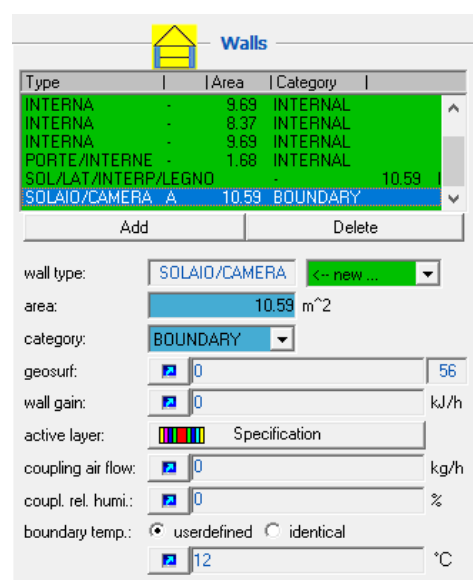 Walls
Type | | Area | Category |
INTERNA - 9.69 INTERNAL
INTERNA - 8.37 INTERNAL
INTERNA - 9.69 INTERNAL
PORTE/INTERNE - 1.68 INTERNAL
SOL/LAT/INTERP/LEGNO - 10.59 I
SOLAIO/CAMERA A 10.59 BOUNDARY
Add Delete
wall type: SOLAIO/CAMERA <-- new ...
area: 10.59 m^2
category: BOUNDARY
geosurf: 0 56
wall gain: 0 kJ/h
active layer: Specification
coupling air flow: 0 kg/h
coupl. rel. humi.: 0 %
boundary temp.: userdefined identical
12 °C